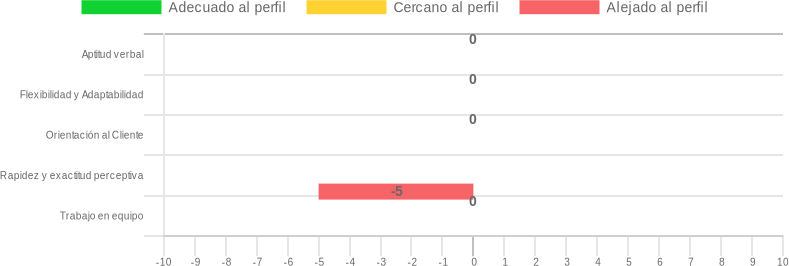 Adecuado al perfil Cercano al perfil Alejado al perfil
0
Aptitud verbal
0
Flexibilidad y Adaptabilidad
0
Orientación al Cliente
Rapidez y exactitud perceptiva
-5
0
Trabajo en equipo
-10 -9 -8 -7 -6 -5 -4 -3 -2 -1 0 1 2 3 4 5 6 7 8 9 10